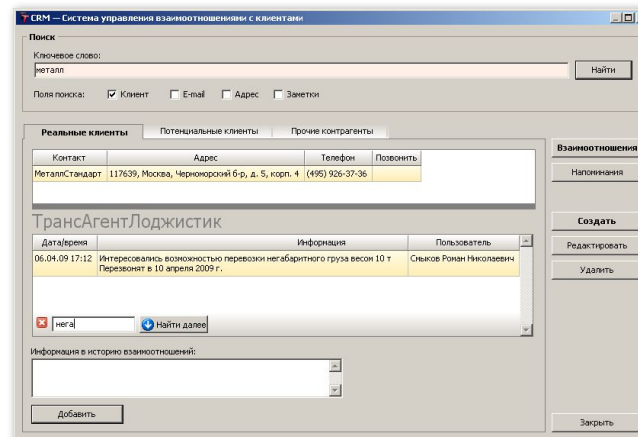 CRM — Система управления взаимоотношениями с клиентами
Поиск
Ключевое слово:
металл
Найти
Поля поиска: Клиент E-mail Адрес Заметки
Реальные клиенты Потенциальные клиенты Прочие контрагенты
Взаимоотношения
Контакт Адрес Телефон Позвонить
МеталлСтандарт 117639, Москва, Черноморский б-р, д. 5, корп. 4 (495) 926-37-36
Напоминания
ТрансАгентЛоджистик
Создать
Дата/время Информация Пользователь
Редактировать
06.04.09 17:12 Интересовались возможностью перевозки негабаритного груза весом 10 т Смыков Роман Николаевич
Перезвонят в 10 апреля 2009 г.
Удалить
нега Найти далее
Информация в историю взаимоотношений:
Добавить
Закрыть